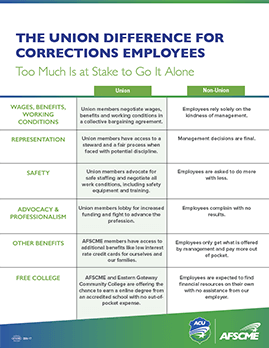 THE UNION DIFFERENCE FOR
CORRECTIONS EMPLOYEES
Too Much Is at Stake to Go It Alone
Union
Non-Union
WAGES, BENEFITS,
WORKING
CONDITIONS
Union members negotiate wages,
benefits and working conditions in
a collective bargaining agreement.
Employees rely solely on the
kindness of management.
REPRESENTATION
Union members have access to a
steward and a fair process when
faced with potential discipline.
Management decisions are final.
SAFETY
Union members advocate for
safe staffing and negotiate all
work conditions, including safety
equipment and training.
Employees are asked to do more
with less.
ADVOCACY &
PROFESSIONALISM
Union members lobby for increased
funding and fight to advance the
profession.
Employees complain with no
results.
OTHER BENEFITS
AFSCME members have access to
additional benefits like low interest
rate credit cards for ourselves and
our families.
Employees only get what is offered
by management and pay more out
of pocket.
FREE COLLEGE
AFSCME and Eastern Gateway
Community College are offering the
chance to earn a online degree from
an accredited school with no out-of-
pocket expense.
Employees are expected to find
financial resources on their own
with no assistance from our
employer.
ACU
AFSCME